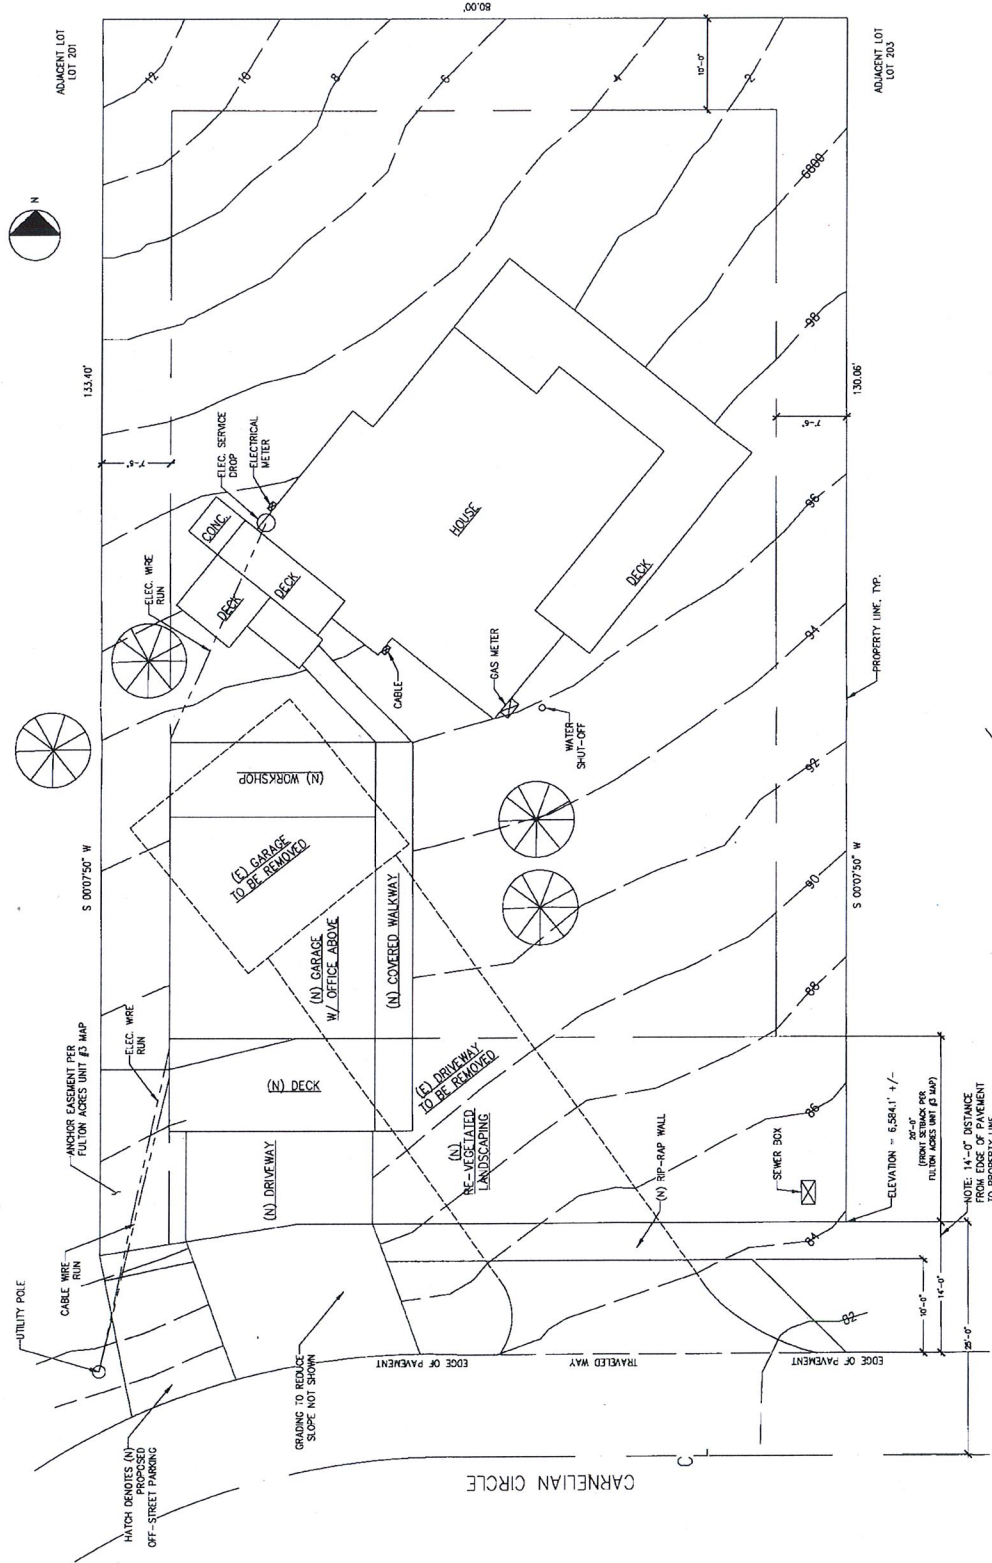 80.00'
ADJACENT LOT
LOT 201
12
10
8
6
4
2
10'-0"
ADJACENT LOT
LOT 203
N
6800
98
133.40'
130.06'
7'-6"
7'-6"
ELEC. SERVICE
DROP
ELECTRICAL
METER
CONC.
HOUSE
96
ELEC. WIRE
RUN
DECK
DECK
DECK
94
CABLE
GAS METER
WATER
SHUT-OFF
PROPERTY LINE, TYP.
(N) WORKSHOP
92
S 00°07'50" W
(E) GARAGE
TO BE REMOVED
90
S 00°07'50" W
(N) GARAGE
W/ OFFICE ABOVE
(N) COVERED WALKWAY
88
ANCHOR EASEMENT PER
FULTON ACRES UNIT #3 MAP
ELEC. WIRE
RUN
(N) DECK
(E) DRIVEWAY
TO BE REMOVED
86
ELEVATION = 6,584.1' +/-
20'-0"
(FRONT SETBACK PER
FULTON ACRES UNIT #3 MAP)
(N) DRIVEWAY
(N)
RE-VEGETATED
LANDSCAPING
(N) RIP-RAP WALL
SEWER BOX
84
NOTE: 14'-0" DISTANCE
FROM EDGE OF PAVEMENT
TO PROPERTY LINE
UTILITY POLE
CABLE WIRE
RUN
82
10'-0"
14'-0"
25'-0"
GRADING TO REDUCE
SLOPE NOT SHOWN
EDGE OF PAVEMENT
TRAVELED WAY
EDGE OF PAVEMENT
HATCH DENOTES (N)
PROPOSED
OFF-STREET PARKING
CARNELIAN CIRCLE
C